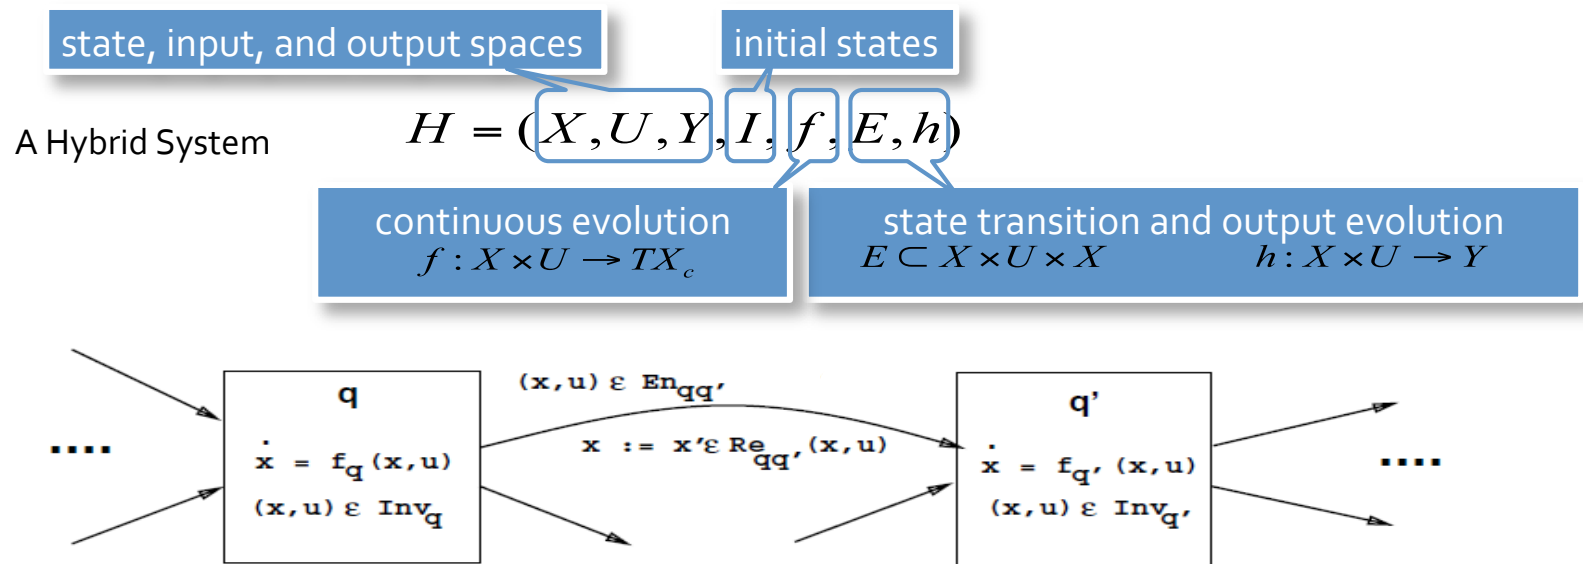 state, input, and output spaces
initial states
A Hybrid System
H = (X,U,Y,I,f,E,h)
continuous evolution
f : X × U → TX_c
state transition and output evolution
E ⊂ X × U × X
h : X × U → Y
q
ẋ = f_q (x,u)
(x,u) ε Inv_q
(x,u) ε En_qq'
x := x'ε Re_qq' (x,u)
q'
ẋ = f_q' (x,u)
(x,u) ε Inv_q'
....
....